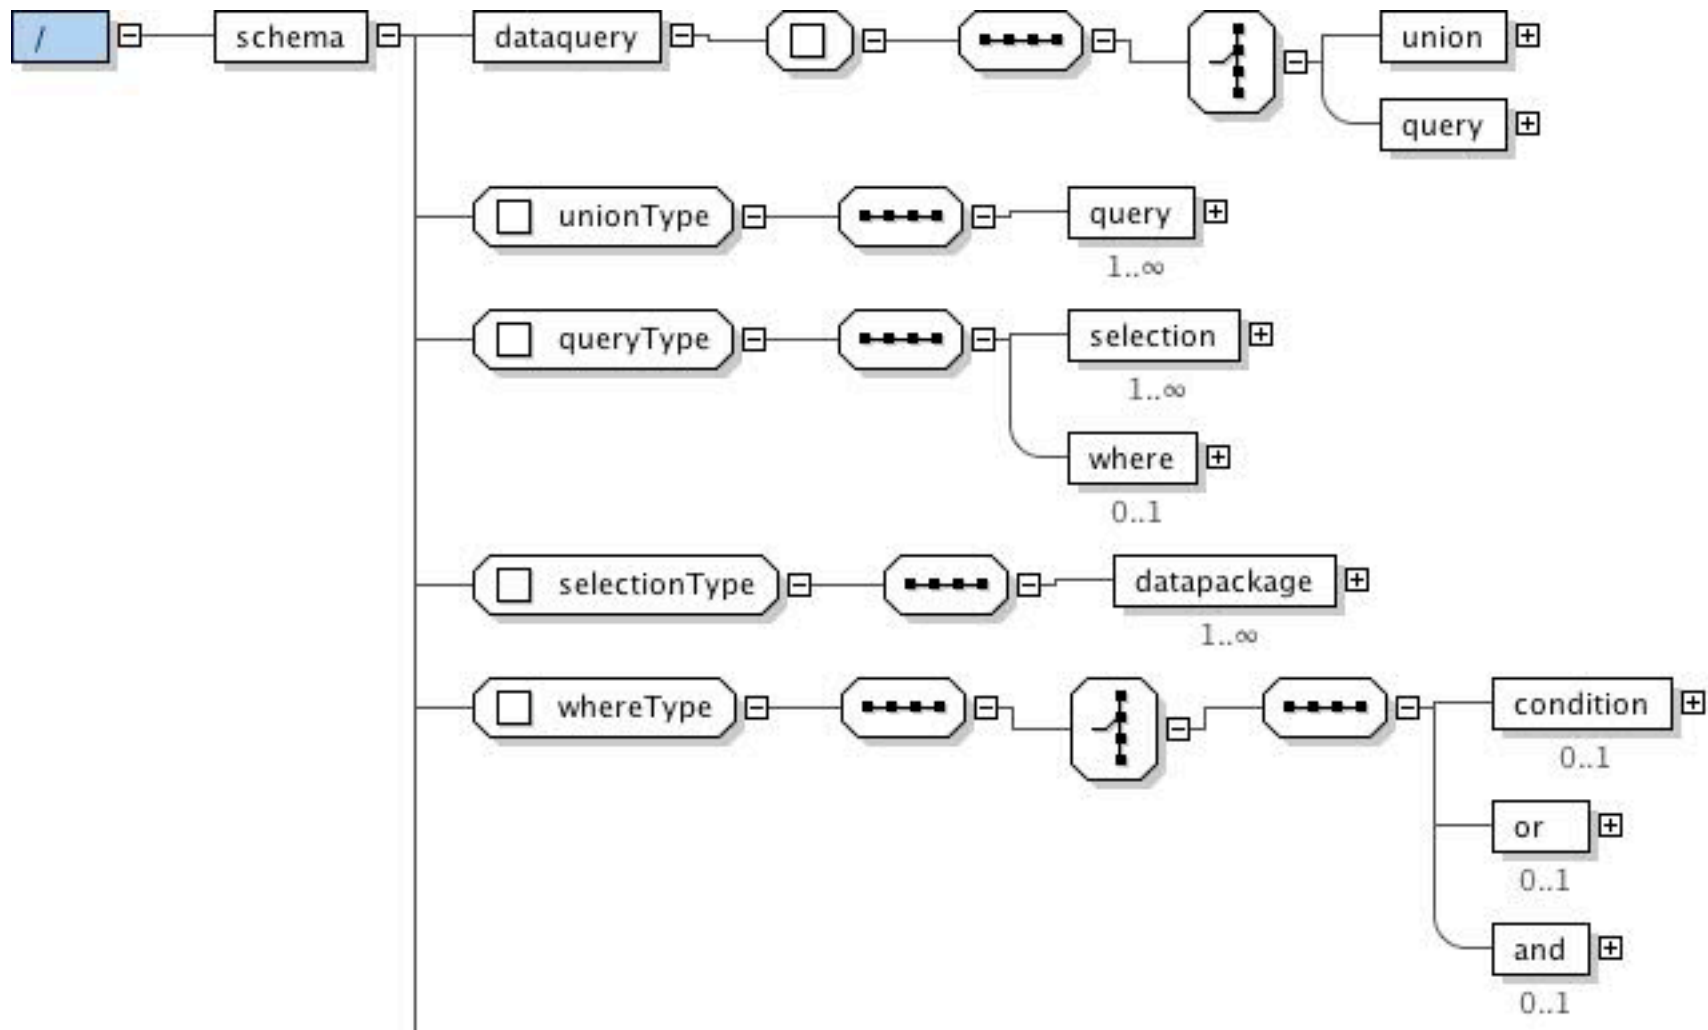 / schema dataquery union
query
unionType query
1..∞
queryType selection
1..∞
where
0..1
selectionType datapackage
1..∞
whereType condition
0..1
or
0..1
and
0..1